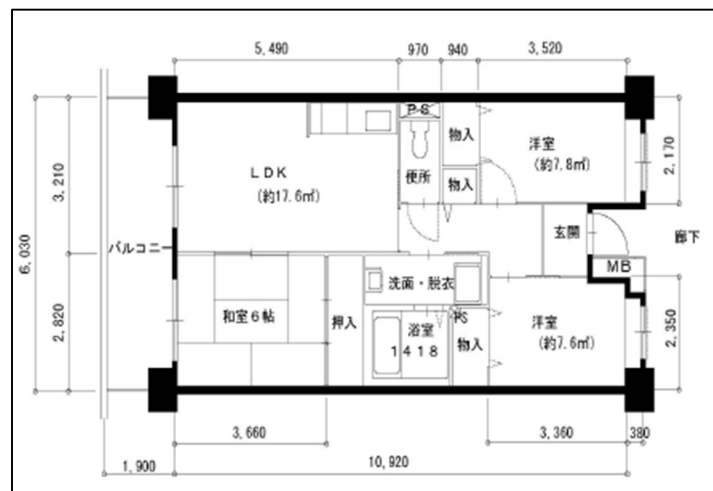 5,490
970
940
3,520
PS
物入
洋室
(約7.8㎡)
2,170
3,210
LDK
(約17.6㎡)
便所
物入
6,030
バルコニー
玄関
廊下
MB
洗面・脱衣
2,820
和室6帖
押入
浴室
1418
PS
物入
洋室
(約7.6㎡)
2,350
3,660
3,360
380
1,900
10,920